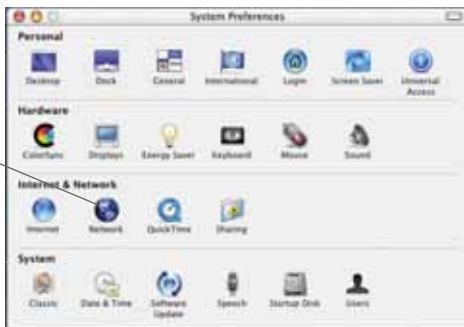 System Preferences
Personal
Desktop Dock General International Login Screen Saver Universal Access
Hardware
ColorSync Displays Energy Saver Keyboard Mouse Sound
Internet & Network
Internet Network QuickTime Sharing
System
Classic Date & Time Software Update Speech Startup Disk Users